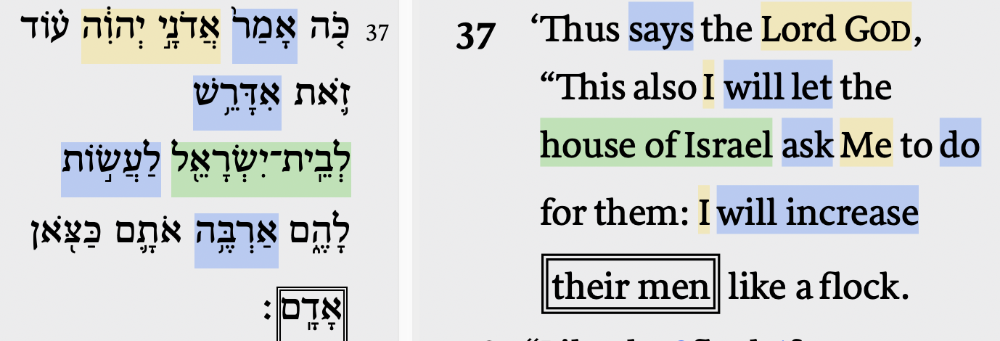 37 כֹּ֤ה אָמַר֙ אֲדֹנָ֣י יְהוִ֔ה ע֗וֹד
זֹ֛את אִדָּרֵ֥שׁ
לְבֵֽית־יִשְׂרָאֵ֖ל לַעֲשׂ֣וֹת
לָהֶ֑ם אַרְבֶּ֥ה אֹתָ֛ם כַּצֹּ֖אן
אָדָֽם׃
37 ‘Thus says the Lord GOD,
“This also I will let the
house of Israel ask Me to do
for them: I will increase
their men like a flock.